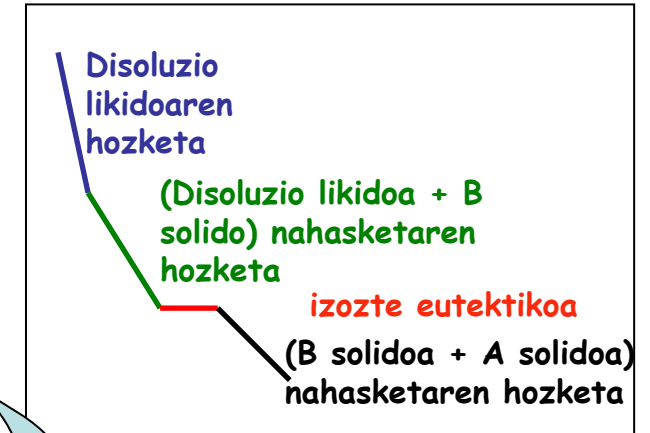 Disoluzio
likidoaren
hozketa
(Disoluzio likidoa + B
solido) nahasketaren
hozketa
izozte eutektikoa
(B solidoa + A solidoa)
nahasketaren hozketa